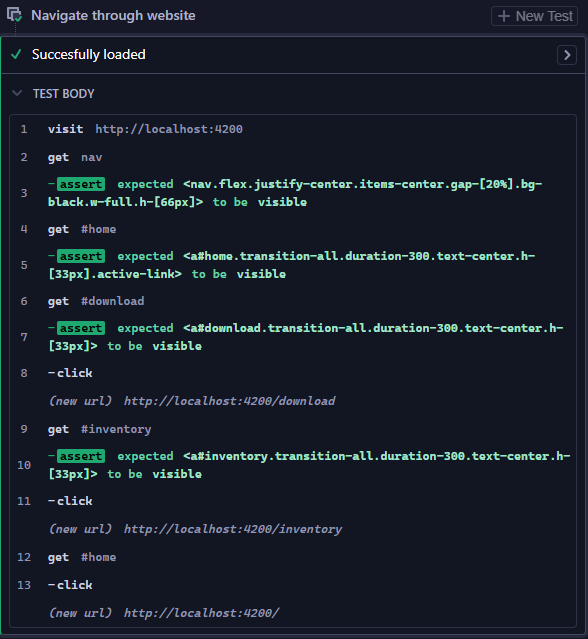 Navigate through website
+ New Test
Succesfully loaded
TEST BODY
1 visit http://localhost:4200
2 get nav
3 -assert expected <nav.flex.justify-center.items-center.gap-[20%].bg-
black.w-full.h-[66px]> to be visible
4 get #home
5 -assert expected <a#home.transition-all.duration-300.text-center.h-
[33px].active-link> to be visible
6 get #download
7 -assert expected <a#download.transition-all.duration-300.text-center.h-
[33px]> to be visible
8 -click
(new url) http://localhost:4200/download
9 get #inventory
10 -assert expected <a#inventory.transition-all.duration-300.text-center.h-
[33px]> to be visible
11 -click
(new url) http://localhost:4200/inventory
12 get #home
13 -click
(new url) http://localhost:4200/